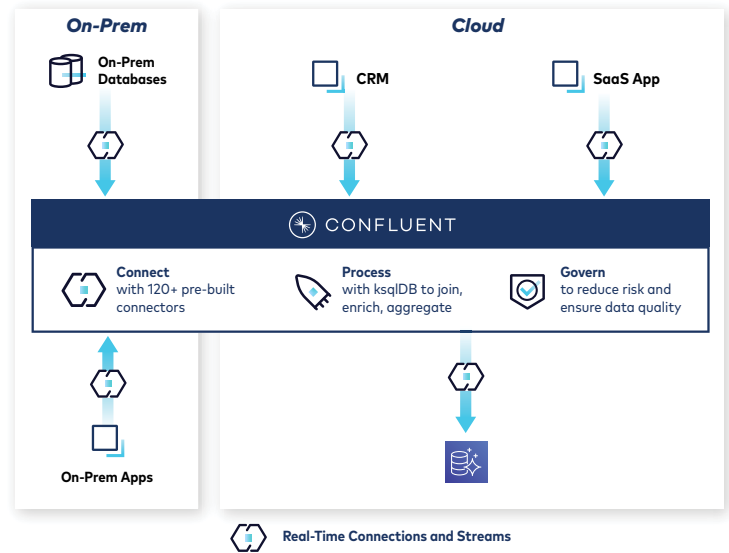 On-Prem
Cloud
On-Prem
Databases
CRM
SaaS App
CONFLUENT
Connect
with 120+ pre-built
connectors
Process
with ksqlDB to join,
enrich, aggregate
Govern
to reduce risk and
ensure data quality
On-Prem Apps
Real-Time Connections and Streams